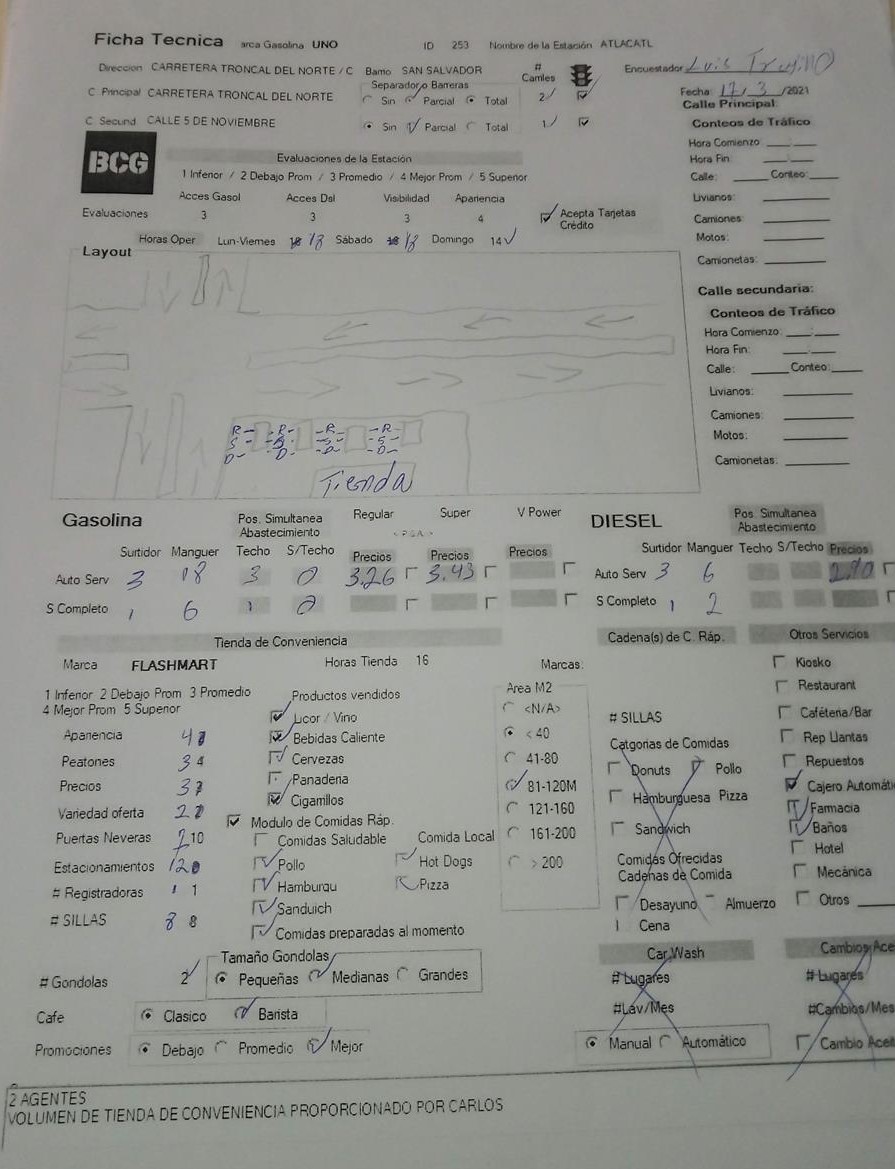 Ficha Tecnica arca Gasolina UNO ID 253 Nombre de la Estación ATLACATL
Direccion CARRETERA TRONCAL DEL NORTE / C Barrio SAN SALVADOR # Carriles Encuestador Luis Trujillo
C Principal CARRETERA TRONCAL DEL NORTE Separador o Barreras Sin Parcial Total 2 Fecha: 17/3/2021
C Secund CALLE 5 DE NOVIEMBRE Sin Parcial Total 1
Calle Principal:
Conteos de Tráfico
Hora Comienzo
Hora Fin:
Calle: Conteo:
Livianos:
Camiones:
Motos:
Camionetas:
BCG
Evaluaciones de la Estación
1 Inferior / 2 Debajo Prom / 3 Promedio / 4 Mejor Prom / 5 Superior
Acces Gasol Acces Dsl Visibilidad Apariencia
Evaluaciones 3 3 3 4 Acepta Tarjetas Crédito
Horas Oper Lun-Viernes 18 Sábado 18 Domingo 14
Layout
Calle secundaria:
Conteos de Tráfico
Hora Comienzo:
Hora Fin:
Calle: Conteo:
Livianos:
Camiones:
Motos:
Camionetas:
R- -R- -R- -R-
S- -S- -S-
D- D- -D- -D-
Tienda
Gasolina Pos. Simultanea Abastecimiento Regular Super V Power
Surtidor Manguer Techo S/Techo Precios Precios Precios
Auto Serv 3 18 3 0 3.26 3.43
S Completo 1 6 1 0
DIESEL Pos. Simultanea Abastecimiento
Surtidor Manguer Techo S/Techo Precios
Auto Serv 3 6
S Completo 1 2
Tienda de Conveniencia
Marca FLASHMART Horas Tienda 16 Marcas:
1 Inferior 2 Debajo Prom 3 Promedio
4 Mejor Prom 5 Superior
Apariencia 4
Peatones 3 4
Precios 3
Variedad oferta 2
Puertas Neveras 10
Estacionamientos 12
# Registradoras 1 1
# SILLAS 8 8
Productos vendidos
Licor / Vino
Bebidas Caliente
Cervezas
Panaderia
Cigarrillos
Modulo de Comidas Ráp.
Comidas Saludable Comida Local
Pollo Hot Dogs
Hamburgu Pizza
Sanduich
Comidas preparadas al momento
Area M2
<N/A>
< 40
41-80
81-120M
121-160
161-200
> 200
# Gondolas 2 Tamaño Gondolas Pequeñas Medianas Grandes
Cafe Clasico Barista
Promociones Debajo Promedio Mejor
Cadena(s) de C. Ráp.
# SILLAS
Catgorias de Comidas
Donuts Pollo
Hamburguesa Pizza
Sandwich
Comidas Ofrecidas
Cadenas de Comida
Desayuno Almuerzo
Cena
Car Wash
# Lugares
#Lav/Mes
Manual Automático
Otros Servicios
Kiosko
Restaurant
Caféteria/Bar
Rep Llantas
Repuestos
Cajero Automáti
Farmacia
Baños
Hotel
Mecánica
Otros
Cambios Ace
# Lugares
#Cambios/Mes
Cambio Aceit
2 AGENTES
VOLUMEN DE TIENDA DE CONVENIENCIA PROPORCIONADO POR CARLOS